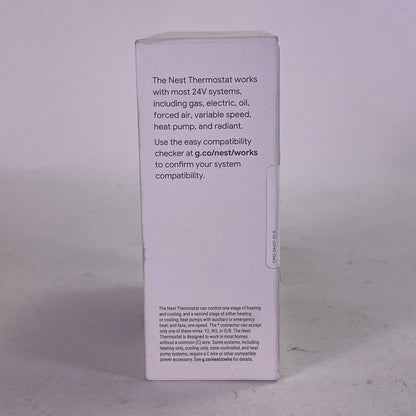 The Nest Thermostat works
with most 24V systems,
including gas, electric, oil,
forced air, variable speed,
heat pump, and radiant.
Use the easy compatibility
checker at g.co/nest/works
to confirm your system
compatibility.
The Nest Thermostat can control one stage of heating
and cooling, and a second stage of either heating
or cooling; heat pumps with auxiliary or emergency
heat; and fans, one speed. The * connector can accept
only one of these wires: Y2, W2, or O/B. The Nest
Thermostat is designed to work in most homes
without a common (C) wire. Some systems, including
heating-only, cooling-only, zone-controlled, and heat
pump systems, require a C wire or other compatible
power accessory. See g.co/nest/cwire for details.